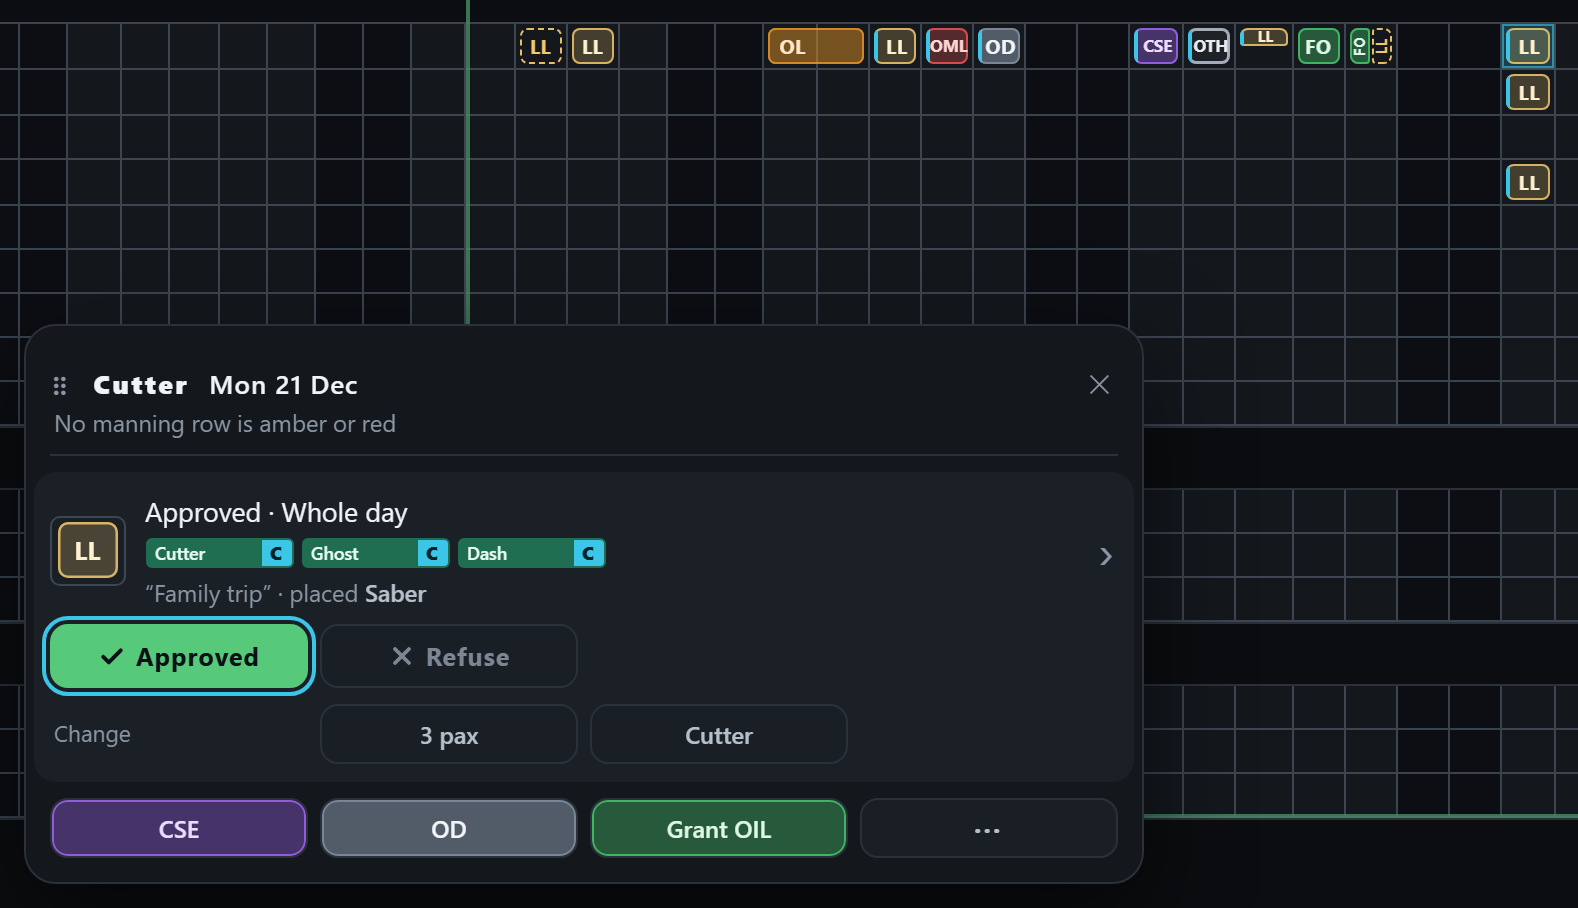 LL LL OL LL OML OD CSE OTH LL FO FO LL LL
LL
LL
Cutter Mon 21 Dec
No manning row is amber or red
LL
Approved · Whole day
Cutter C Ghost C Dash C
“Family trip” · placed Saber
Approved Refuse
Change 3 pax Cutter
CSE OD Grant OIL ...